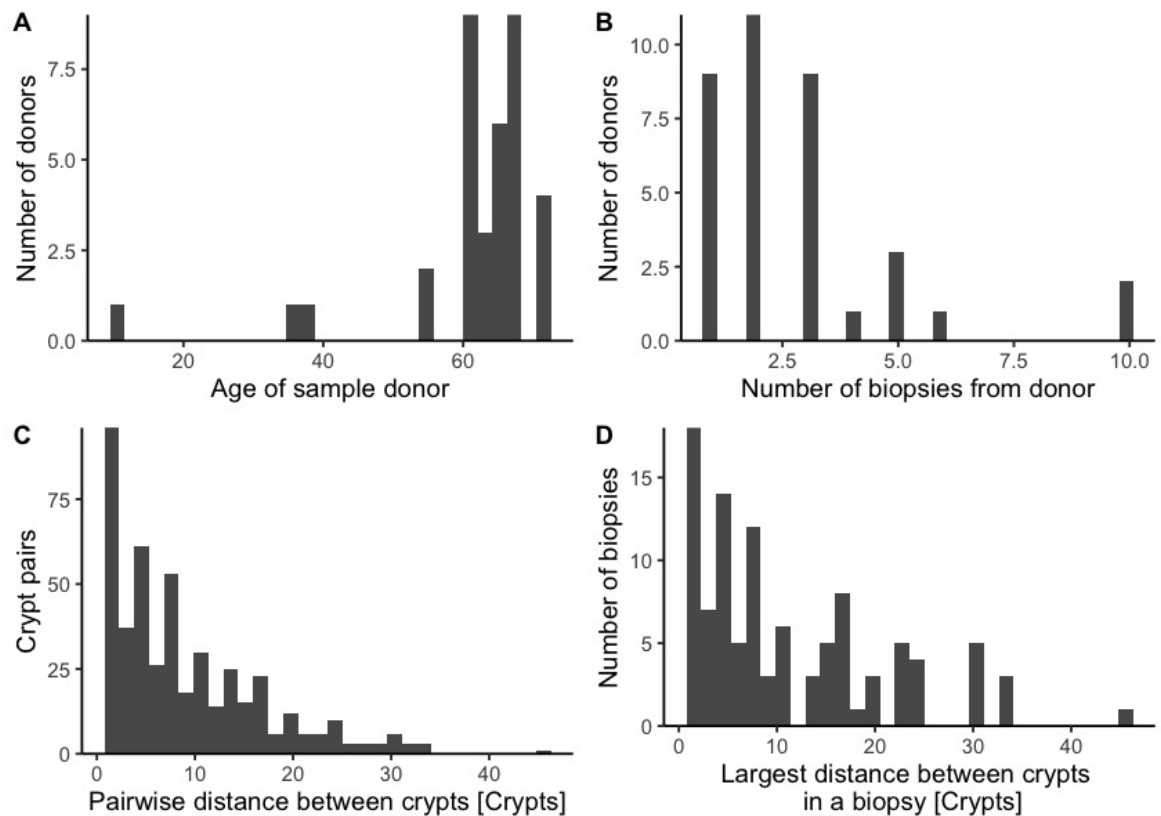 A
Number of donors
7.5
5.0
2.5
0.0
20 40 60
Age of sample donor
B
Number of donors
10.0
7.5
5.0
2.5
0.0
2.5 5.0 7.5 10.0
Number of biopsies from donor
C
Crypt pairs
75
50
25
0
0 10 20 30 40
Pairwise distance between crypts [Crypts]
D
Number of biopsies
15
10
5
0
0 10 20 30 40
Largest distance between crypts
in a biopsy [Crypts]